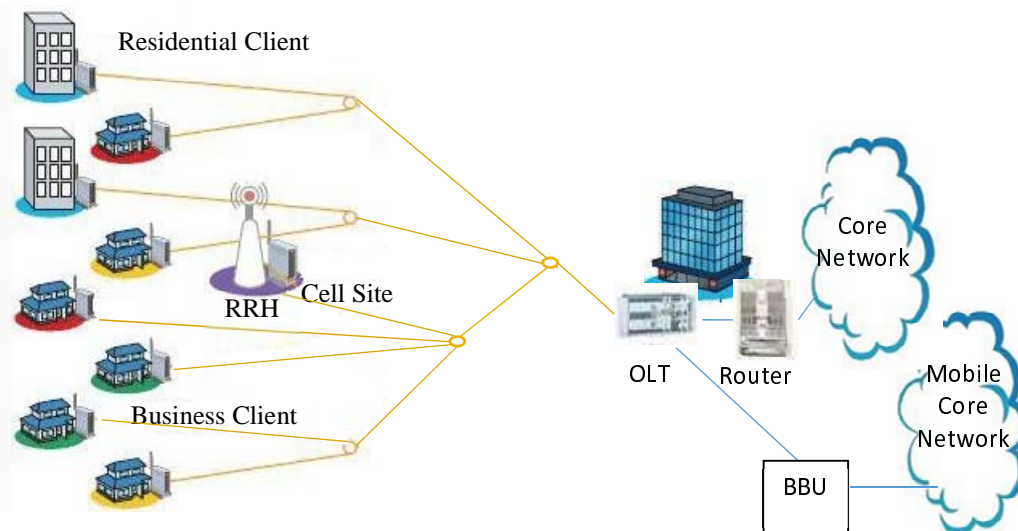 Residential Client
RRH
Cell Site
Business Client
OLT
Router
Core
Network
Mobile
Core
Network
BBU